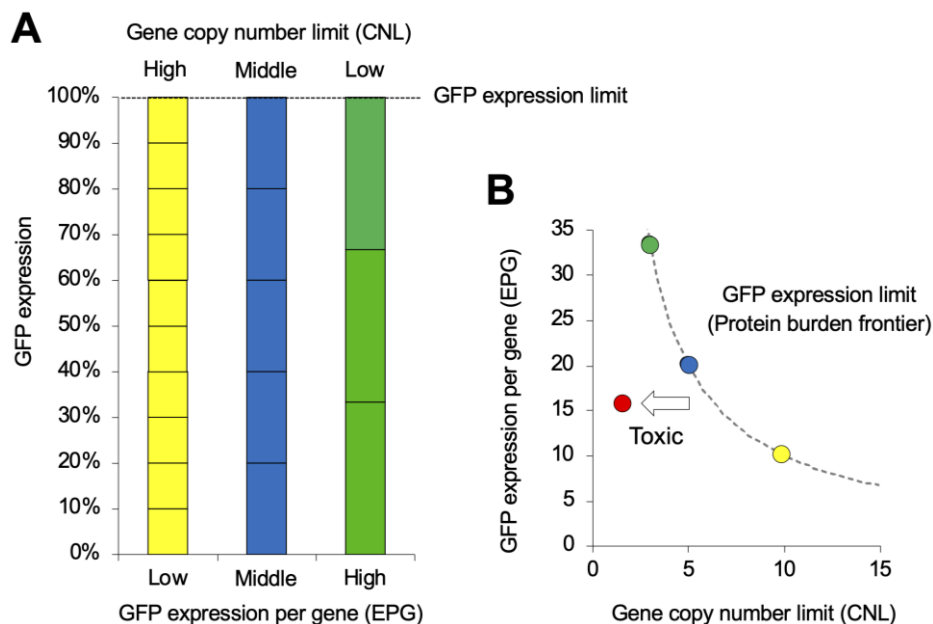 A
Gene copy number limit (CNL)
High Middle Low
100%
90%
80%
70%
60%
50%
40%
30%
20%
10%
0%
GFP expression
GFP expression limit
Low Middle High
GFP expression per gene (EPG)
B
35
30
25
20
15
10
5
0
GFP expression per gene (EPG)
GFP expression limit
(Protein burden frontier)
Toxic
0 5 10 15
Gene copy number limit (CNL)